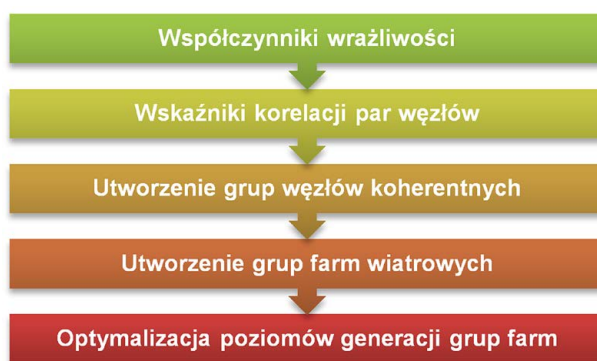 Współczynniki wrażliwości
Wskaźniki korelacji par węzłów
Utworzenie grup węzłów koherentnych
Utworzenie grup farm wiatrowych
Optymalizacja poziomów generacji grup farm